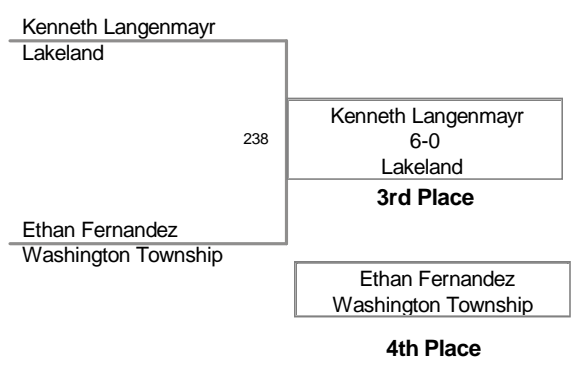 Kenneth Langenmayr
Lakeland
238
Kenneth Langenmayr
6-0
Lakeland
3rd Place
Ethan Fernandez
Washington Township
Ethan Fernandez
Washington Township
4th Place